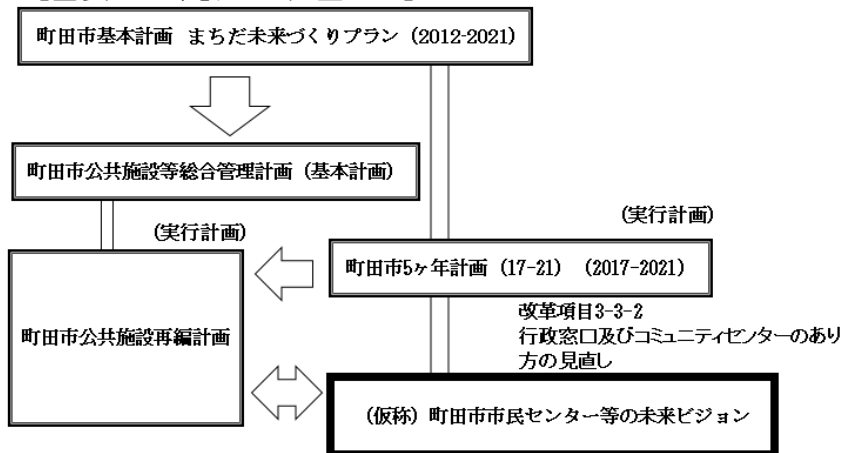 町田市基本計画 まちだ未来づくりプラン (2012-2021)
町田市公共施設等総合管理計画 (基本計画)
(実行計画)
(実行計画)
町田市5ヶ年計画 (17-21) (2017-2021)
町田市公共施設再編計画
改革項目3-3-2
行政窓口及びコミュニティセンターのあり
方の見直し
(仮称) 町田市市民センター等の未来ビジョン